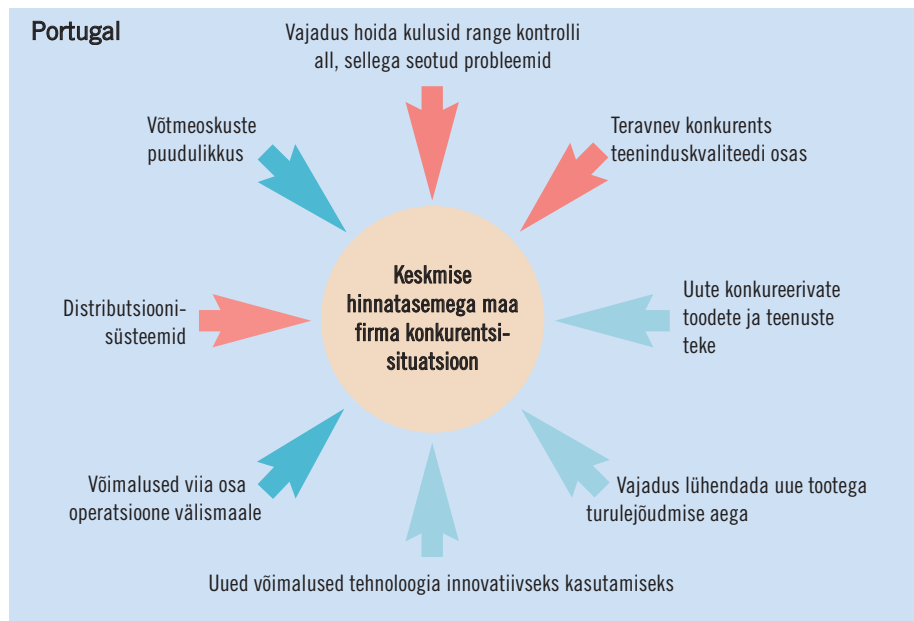 Portugal
Vajadus hoida kulusid range kontrolli
all, sellega seotud probleemid
Võtmeoskuste
puudulikkus
Teravnev konkurents
teeninduskvaliteedi osas
Keskmise
hinnatasemega maa
firma konkurentsi-
situatsioon
Distributsiooni-
süsteemid
Uute konkureerivate
toodete ja teenuste
teke
Võimalused viia osa
operatsioone välismaale
Vajadus lühendada uue tootega
turulejõudmise aega
Uued võimalused tehnoloogia innovatiivseks kasutamiseks